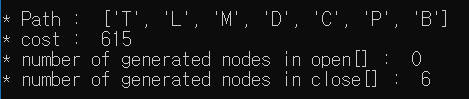 * Path :  ['T', 'L', 'M', 'D', 'C', 'P', 'B']
* cost :  615
* number of generated nodes in open[] :  0
* number of generated nodes in close[] :  6